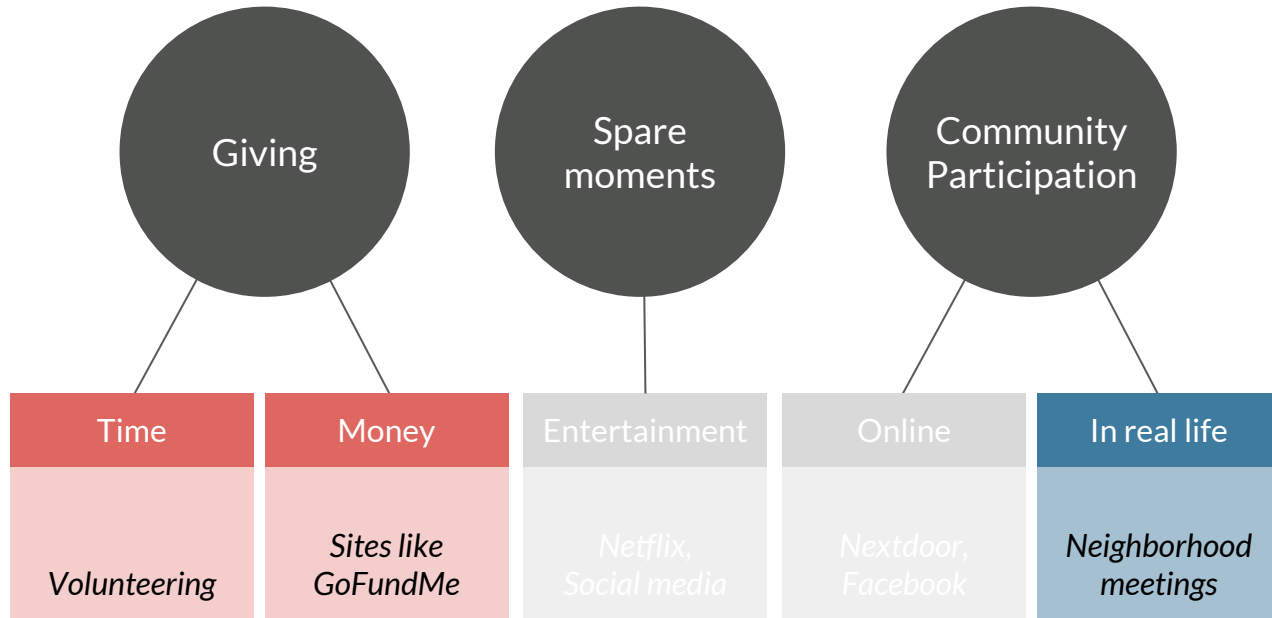 Giving
Spare
moments
Community
Participation
Time
Money
Entertainment
Online
In real life
Volunteering
Sites like
GoFundMe
Netflix,
Social media
Nextdoor,
Facebook
Neighborhood
meetings